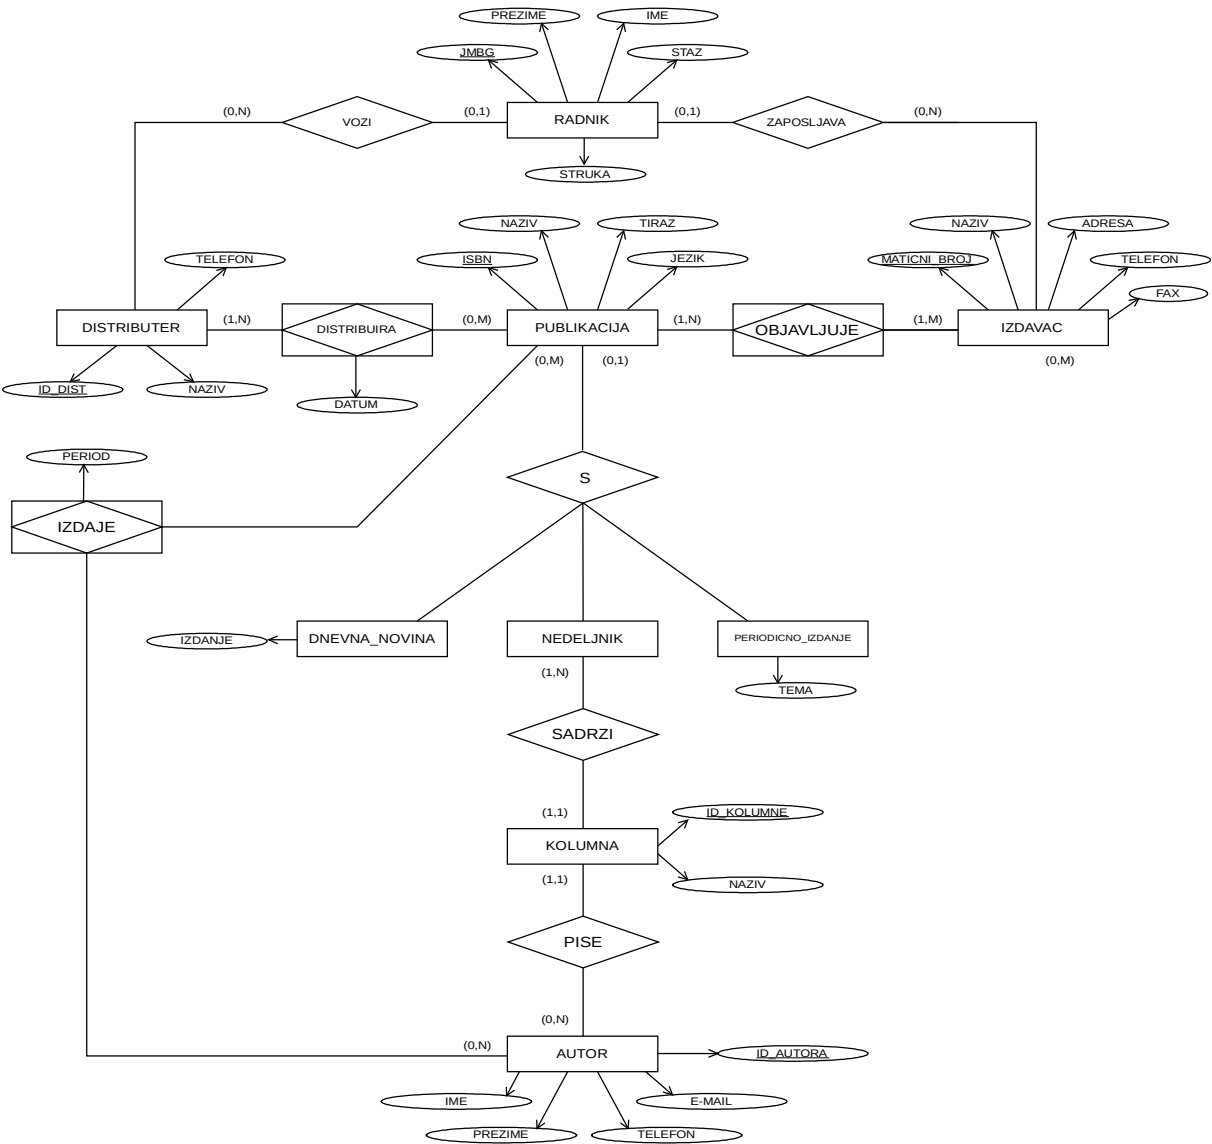 PREZIME
IME
JMBG
STAZ
(0,N)
VOZI
(0,1)
RADNIK
(0,1)
ZAPOSLJAVA
(0,N)
STRUKA
NAZIV
TIRAZ
NAZIV
ADRESA
TELEFON
ISBN
JEZIK
MATICNI_BROJ
TELEFON
FAX
DISTRIBUTER
(1,N)
DISTRIBUIRA
(0,M)
PUBLIKACIJA
(1,N)
OBJAVLJUJE
(1,M)
IZDAVAC
(0,M)
(0,1)
(0,M)
ID_DIST
NAZIV
DATUM
PERIOD
S
IZDAJE
IZDANJE
DNEVNA_NOVINA
NEDELJNIK
PERIODICNO_IZDANJE
(1,N)
TEMA
SADRZI
(1,1)
ID_KOLUMNE
KOLUMNA
(1,1)
NAZIV
PISE
(0,N)
(0,N)
AUTOR
ID_AUTORA
IME
E-MAIL
PREZIME
TELEFON